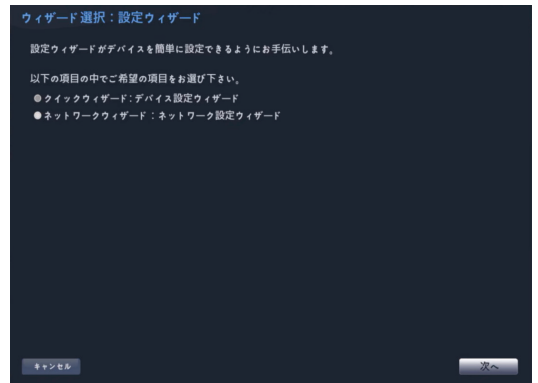 ウィザード選択：設定ウィザード
設定ウィザードがデバイスを簡単に設定できるようにお手伝いします。
以下の項目の中でご希望の項目をお選び下さい。
クイックウィザード：デバイス設定ウィザード
ネットワークウィザード：ネットワーク設定ウィザード
キャンセル
次へ